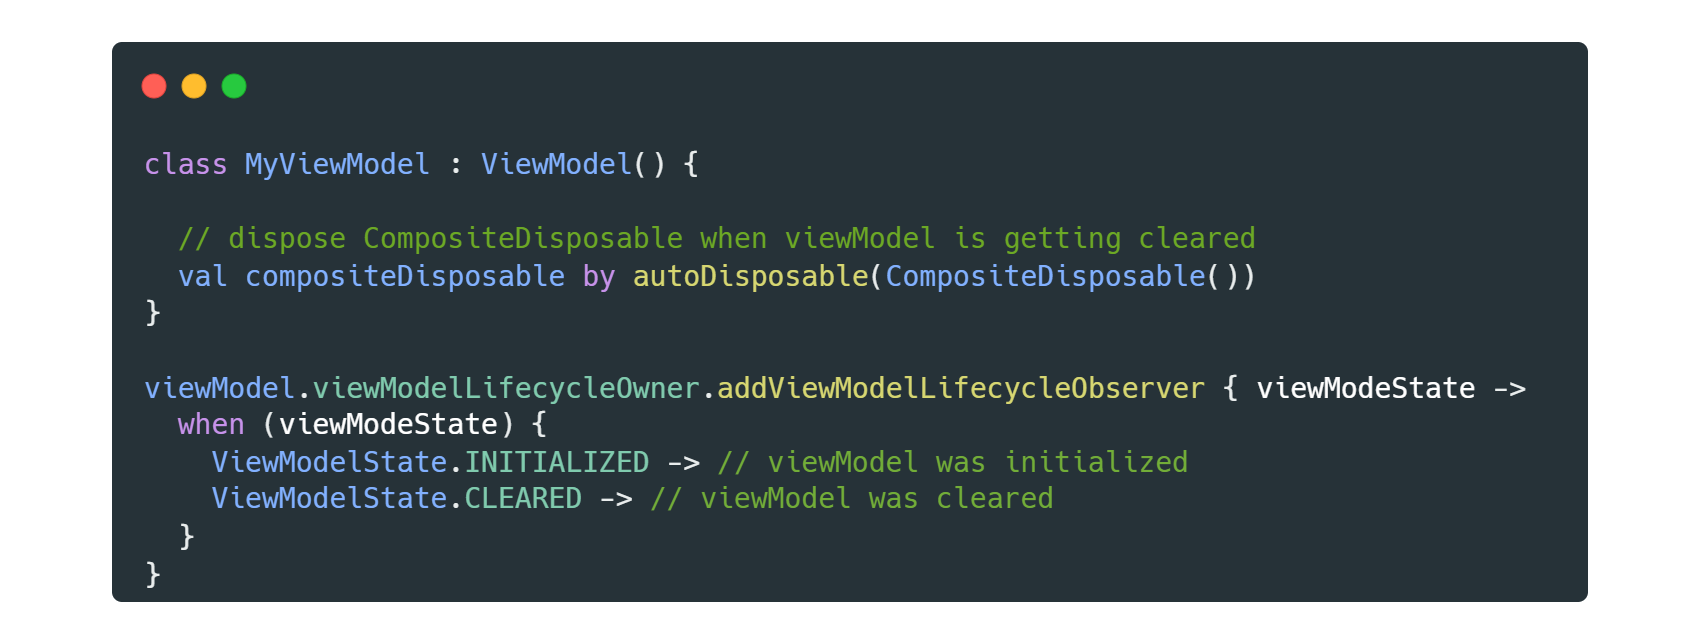 class MyViewModel : ViewModel() {
// dispose CompositeDisposable when viewModel is getting cleared
val compositeDisposable by autoDisposable(CompositeDisposable())
}
viewModel.viewModelLifecycleOwner.addViewModelLifecycleObserver { viewModeState ->
when (viewModeState) {
ViewModelState.INITIALIZED -> // viewModel was initialized
ViewModelState.CLEARED -> // viewModel was cleared
}
}